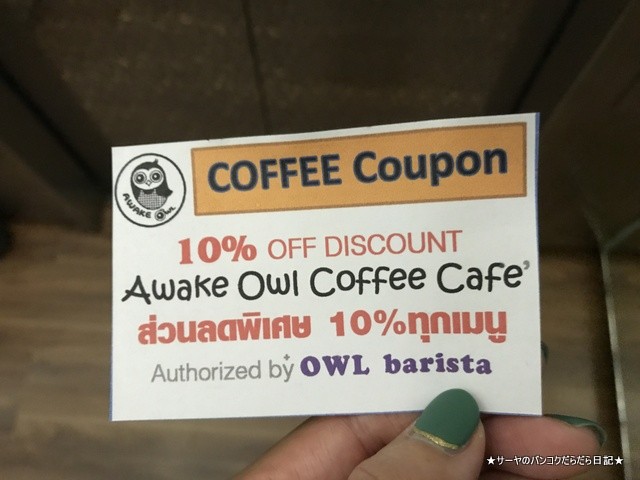 AWAKE Owl
COFFEE Coupon
10% OFF DISCOUNT
Awake Owl Coffee Cafe'
ส่วนลดพิเศษ 10%ทุกเมนู
Authorized by OWL barista
★サーヤのバンコクだらだら日記★